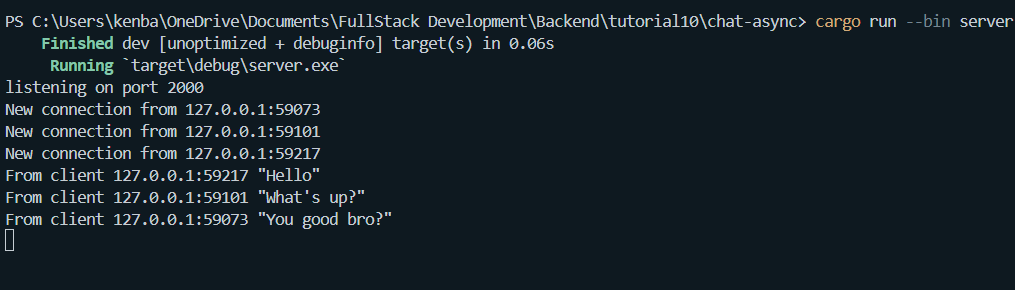 PS C:\Users\kenba\OneDrive\Documents\FullStack Development\Backend\tutorial10\chat-async> cargo run --bin server
Finished dev [unoptimized + debuginfo] target(s) in 0.06s
Running `target\debug\server.exe`
listening on port 2000
New connection from 127.0.0.1:59073
New connection from 127.0.0.1:59101
New connection from 127.0.0.1:59217
From client 127.0.0.1:59217 "Hello"
From client 127.0.0.1:59101 "What's up?"
From client 127.0.0.1:59073 "You good bro?"